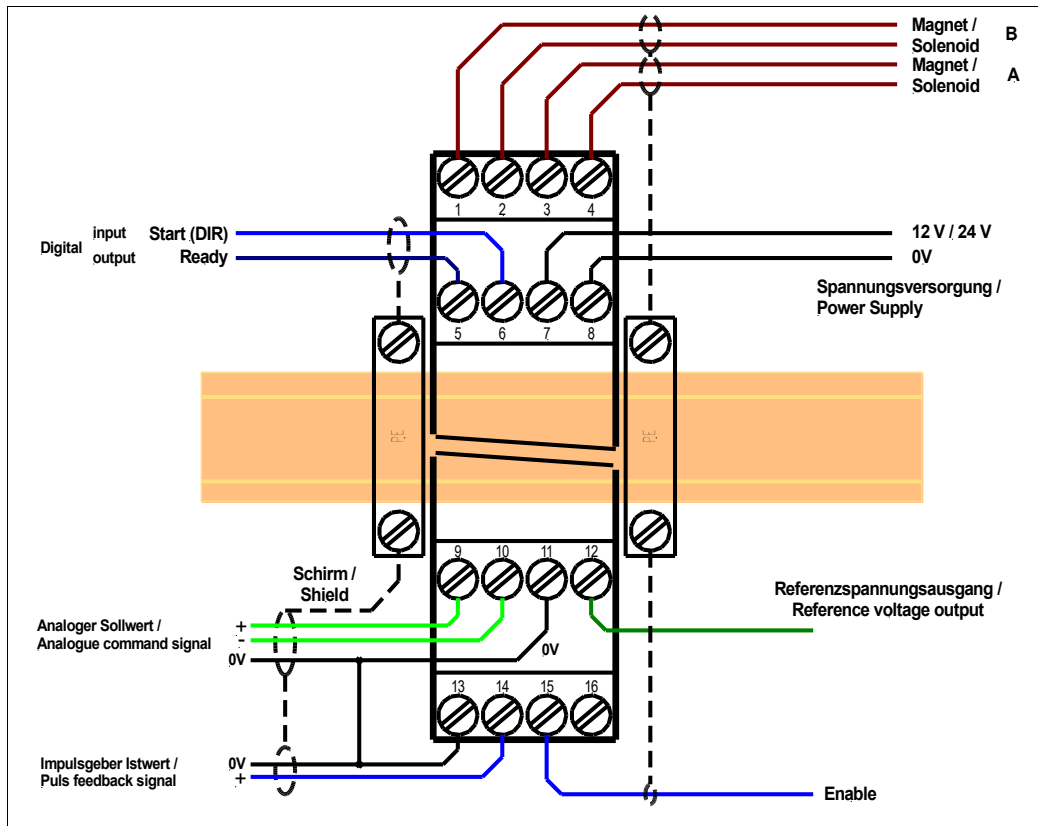 Magnet /
Solenoid
B
Magnet /
Solenoid
A
1 2 3 4
Digital
input Start (DIR)
output Ready
12 V / 24 V
0V
Spannungsversorgung /
Power Supply
5 6 7 8
PE
PE
9 10 11 12
Schirm /
Shield
Referenzspannungsausgang /
Reference voltage output
Analoger Sollwert / +
Analogue command signal -
0V
0V
13 14 15 16
Impulsgeber Istwert / 0V
Puls feedback signal +
Enable